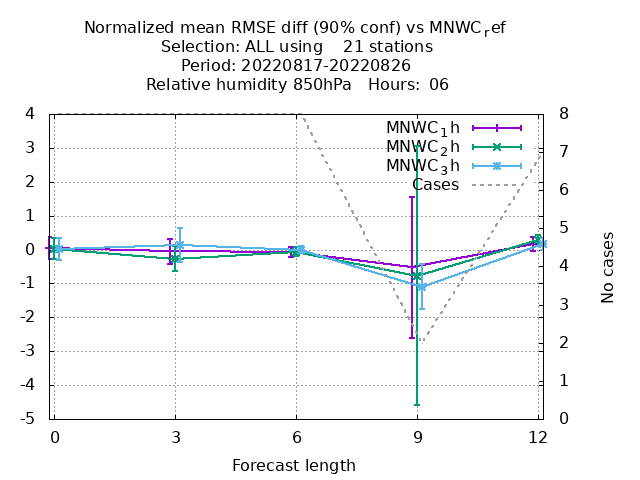 Normalized mean RMSE diff (90% conf) vs MNWCref
Selection: ALL using    21 stations
Period: 20220817-20220826
Relative humidity 850hPa   Hours:  06
MNWC1h
MNWC2h
MNWC3h
Cases
4
3
2
1
0
-1
-2
-3
-4
-5
8
7
6
5
4
3
2
1
0
No cases
0 3 6 9 12
Forecast length